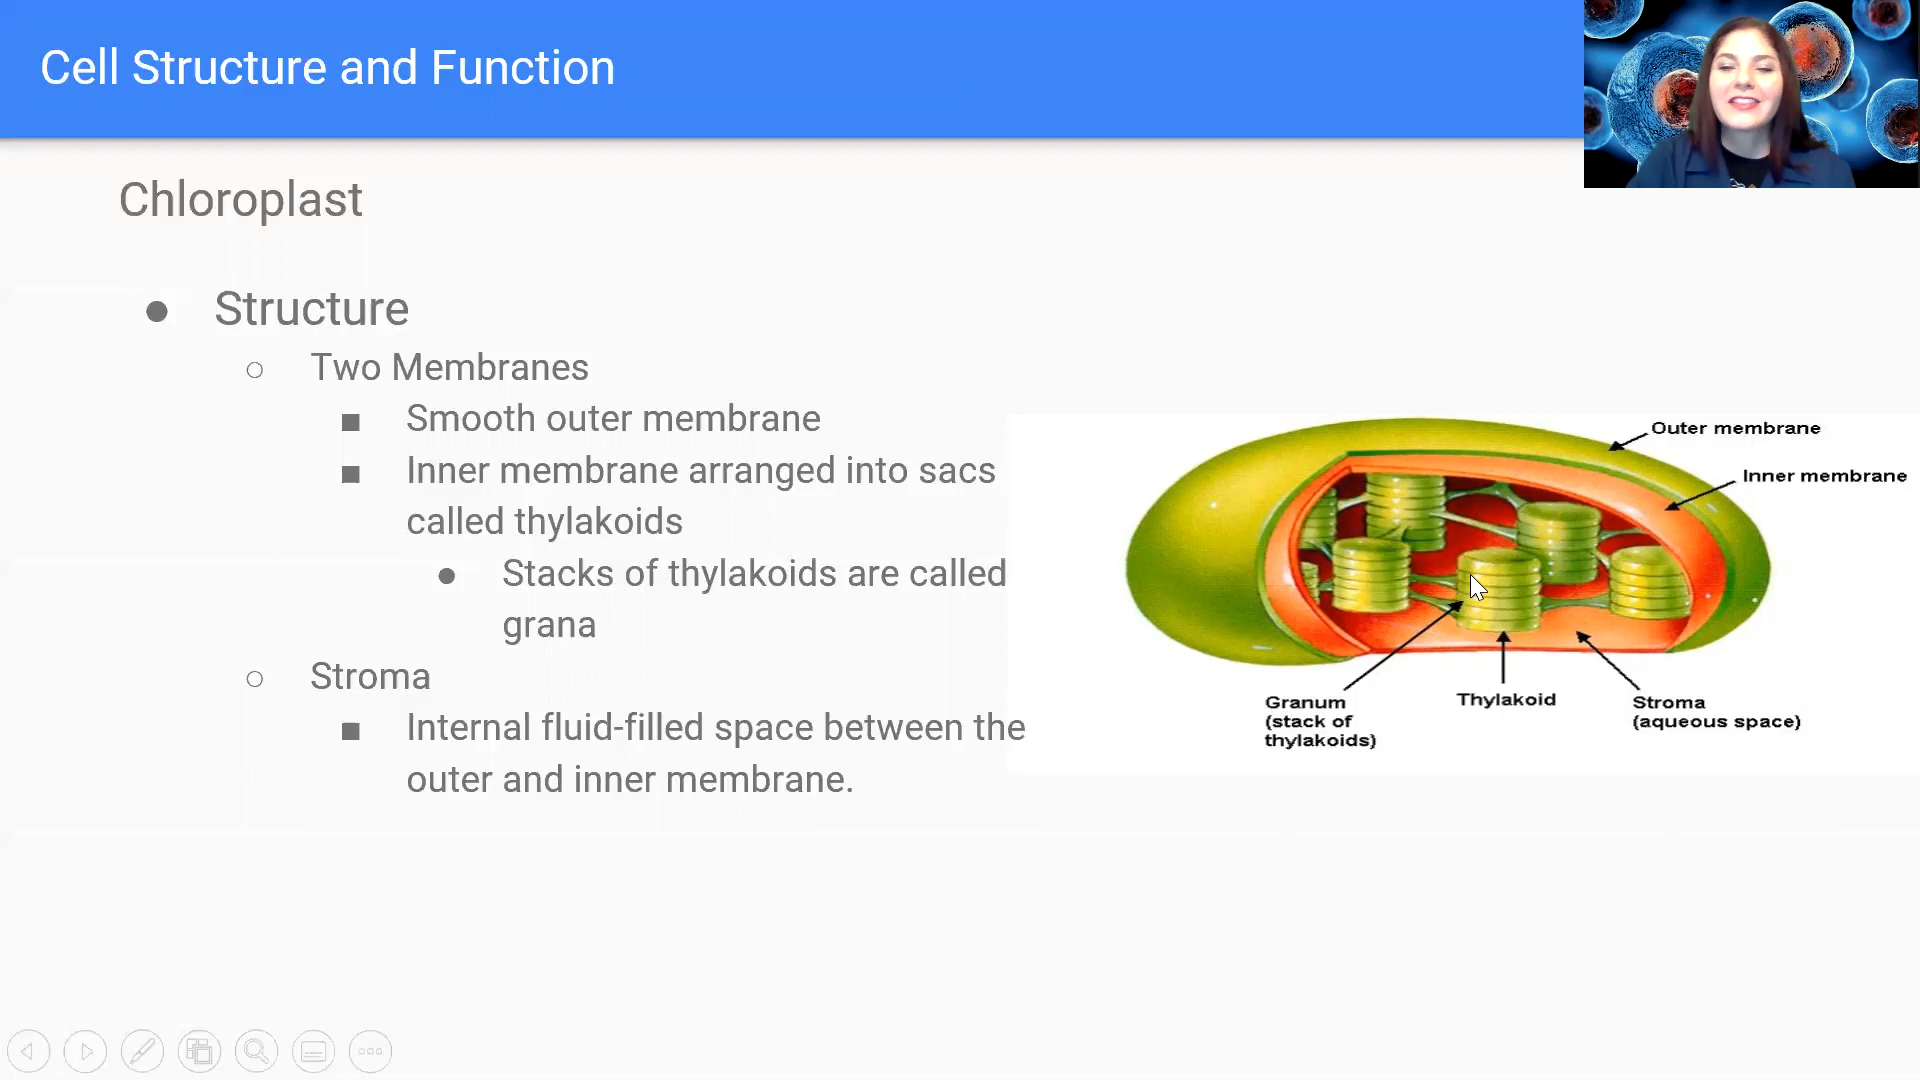 Cell Structure and Function
Chloroplast
● Structure
○ Two Membranes
■ Smooth outer membrane
■ Inner membrane arranged into sacs
called thylakoids
● Stacks of thylakoids are called
grana
○ Stroma
■ Internal fluid-filled space between the
outer and inner membrane.
Outer membrane
Inner membrane
Granum
(stack of
thylakoids)
Thylakoid
Stroma
(aqueous space)